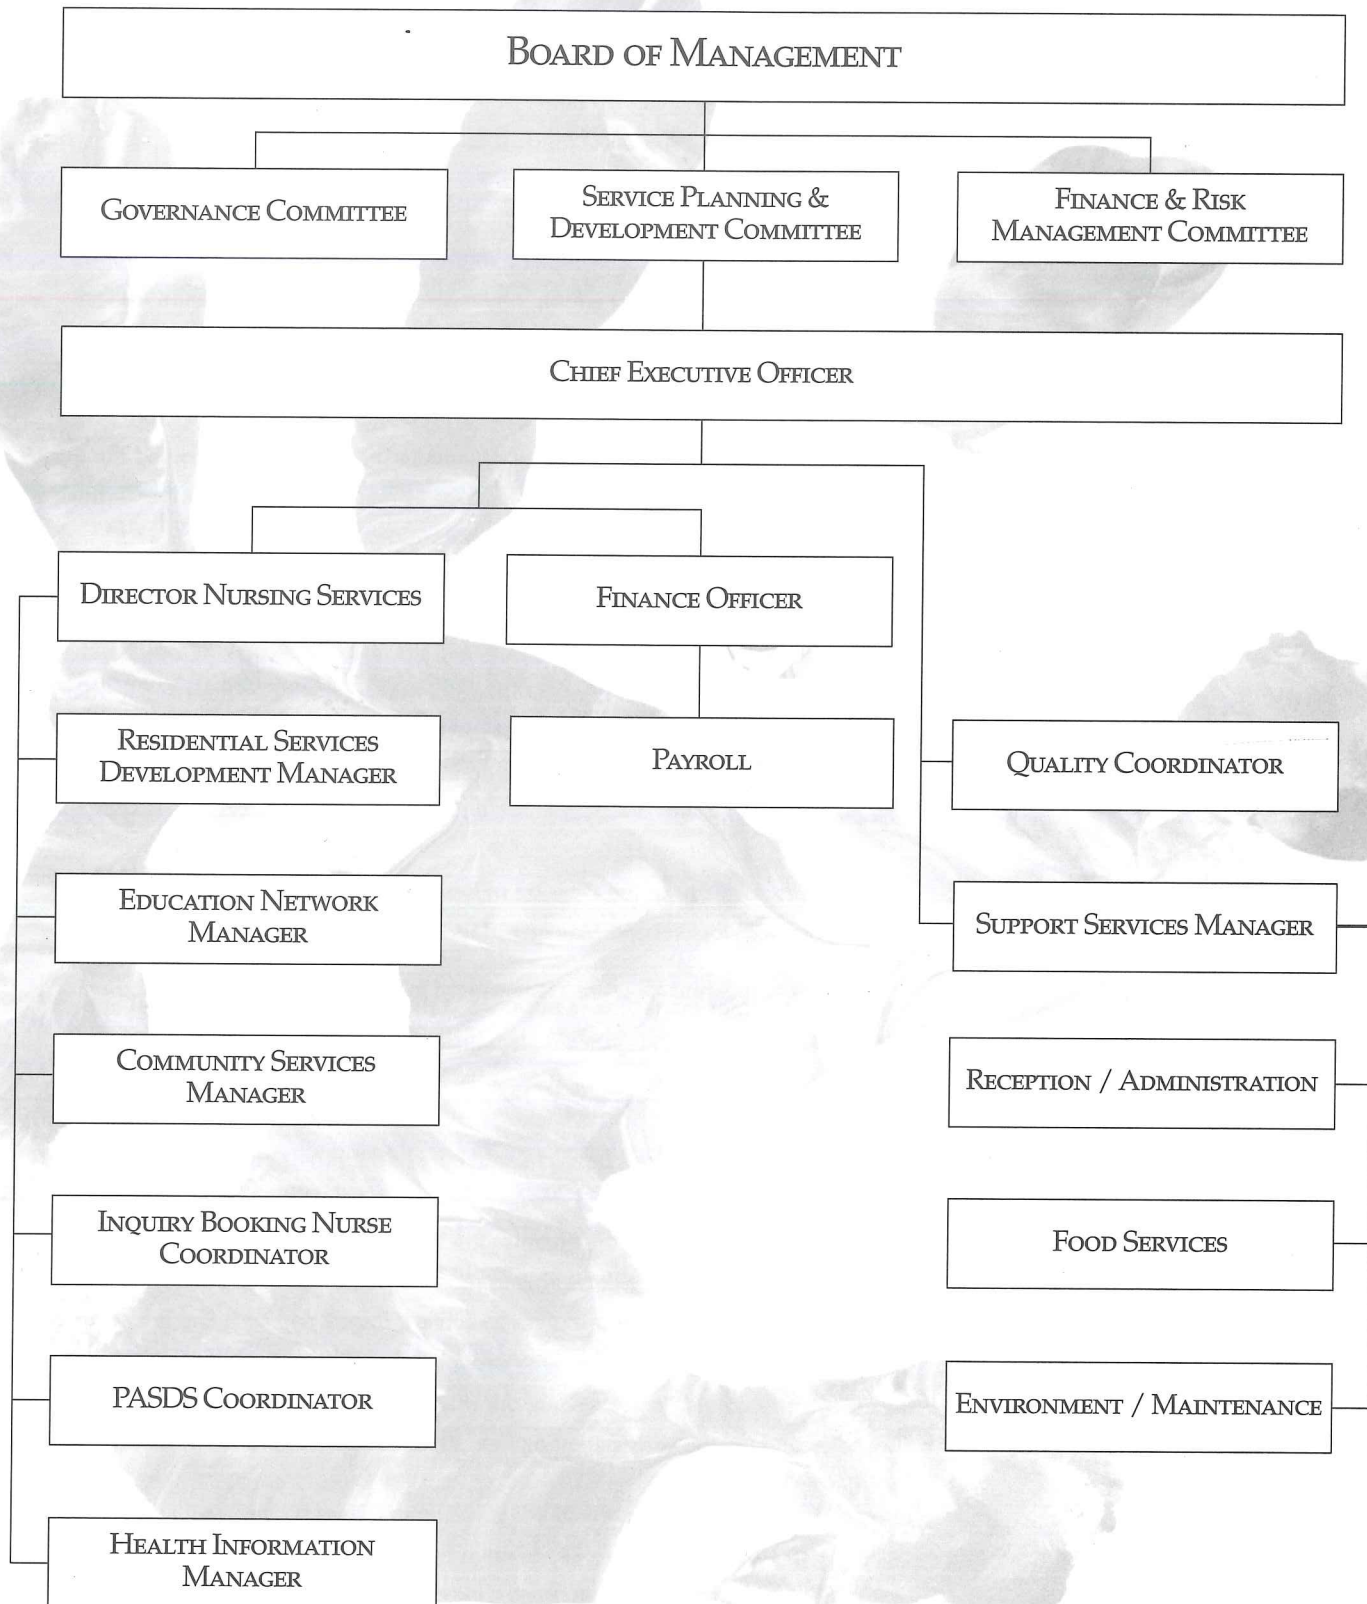 BOARD OF MANAGEMENT
GOVERNANCE COMMITTEE
SERVICE PLANNING &
DEVELOPMENT COMMITTEE
FINANCE & RISK
MANAGEMENT COMMITTEE
CHIEF EXECUTIVE OFFICER
DIRECTOR NURSING SERVICES
FINANCE OFFICER
RESIDENTIAL SERVICES
DEVELOPMENT MANAGER
PAYROLL
QUALITY COORDINATOR
EDUCATION NETWORK
MANAGER
SUPPORT SERVICES MANAGER
COMMUNITY SERVICES
MANAGER
RECEPTION / ADMINISTRATION
INQUIRY BOOKING NURSE
COORDINATOR
FOOD SERVICES
PASDS COORDINATOR
ENVIRONMENT / MAINTENANCE
HEALTH INFORMATION
MANAGER